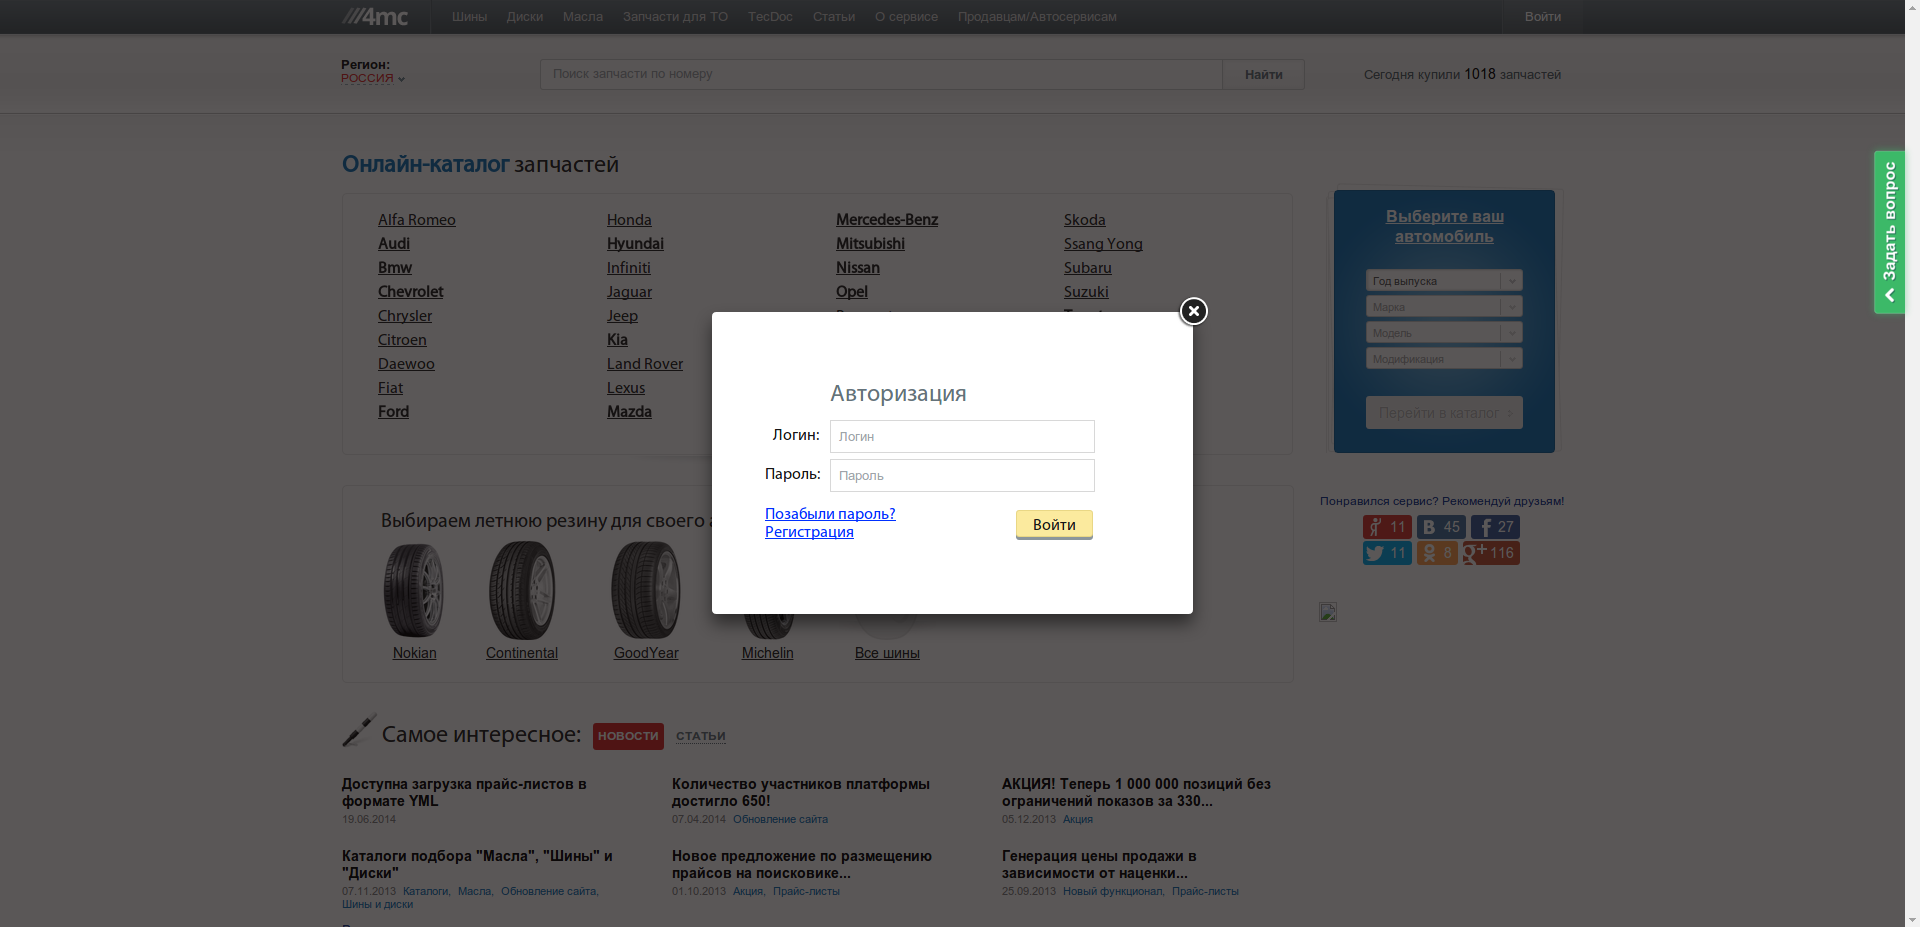 4mc
Шины Диски Масла Запчасти для ТО TecDoc Статьи О сервисе Продавцам/Автосервисам Войти
Регион:
РОССИЯ
Поиск запчасти по номеру
Найти
Сегодня купили 1018 запчастей
Задать вопрос
Онлайн-каталог запчастей
Alfa Romeo
Audi
Bmw
Chevrolet
Chrysler
Citroen
Daewoo
Fiat
Ford
Honda
Hyundai
Infiniti
Jaguar
Jeep
Kia
Land Rover
Lexus
Mazda
Mercedes-Benz
Mitsubishi
Nissan
Opel
Skoda
Ssang Yong
Subaru
Suzuki
Выберите ваш
автомобиль
Год выпуска
Марка
Модель
Модификация
Перейти в каталог
Авторизация
Логин: Логин
Пароль: Пароль
Позабыли пароль?
Регистрация
Войти
Понравился сервис? Рекомендуй друзьям!
11 45 27
11 8 116
Выбираем летнюю резину для своего
Nokian
Continental
GoodYear
Michelin
Все шины
Самое интересное: НОВОСТИ СТАТЬИ
Доступна загрузка прайс-листов в
формате YML
19.06.2014
Количество участников платформы
достигло 650!
07.04.2014 Обновление сайта
АКЦИЯ! Теперь 1 000 000 позиций без
ограничений показов за 330...
05.12.2013 Акция
Каталоги подбора "Масла", "Шины" и
"Диски"
07.11.2013 Каталоги, Масла, Обновление сайта,
Шины и диски
Новое предложение по размещению
прайсов на поисковике...
01.10.2013 Акция, Прайс-листы
Генерация цены продажи в
зависимости от наценки...
25.09.2013 Новый функционал, Прайс-листы